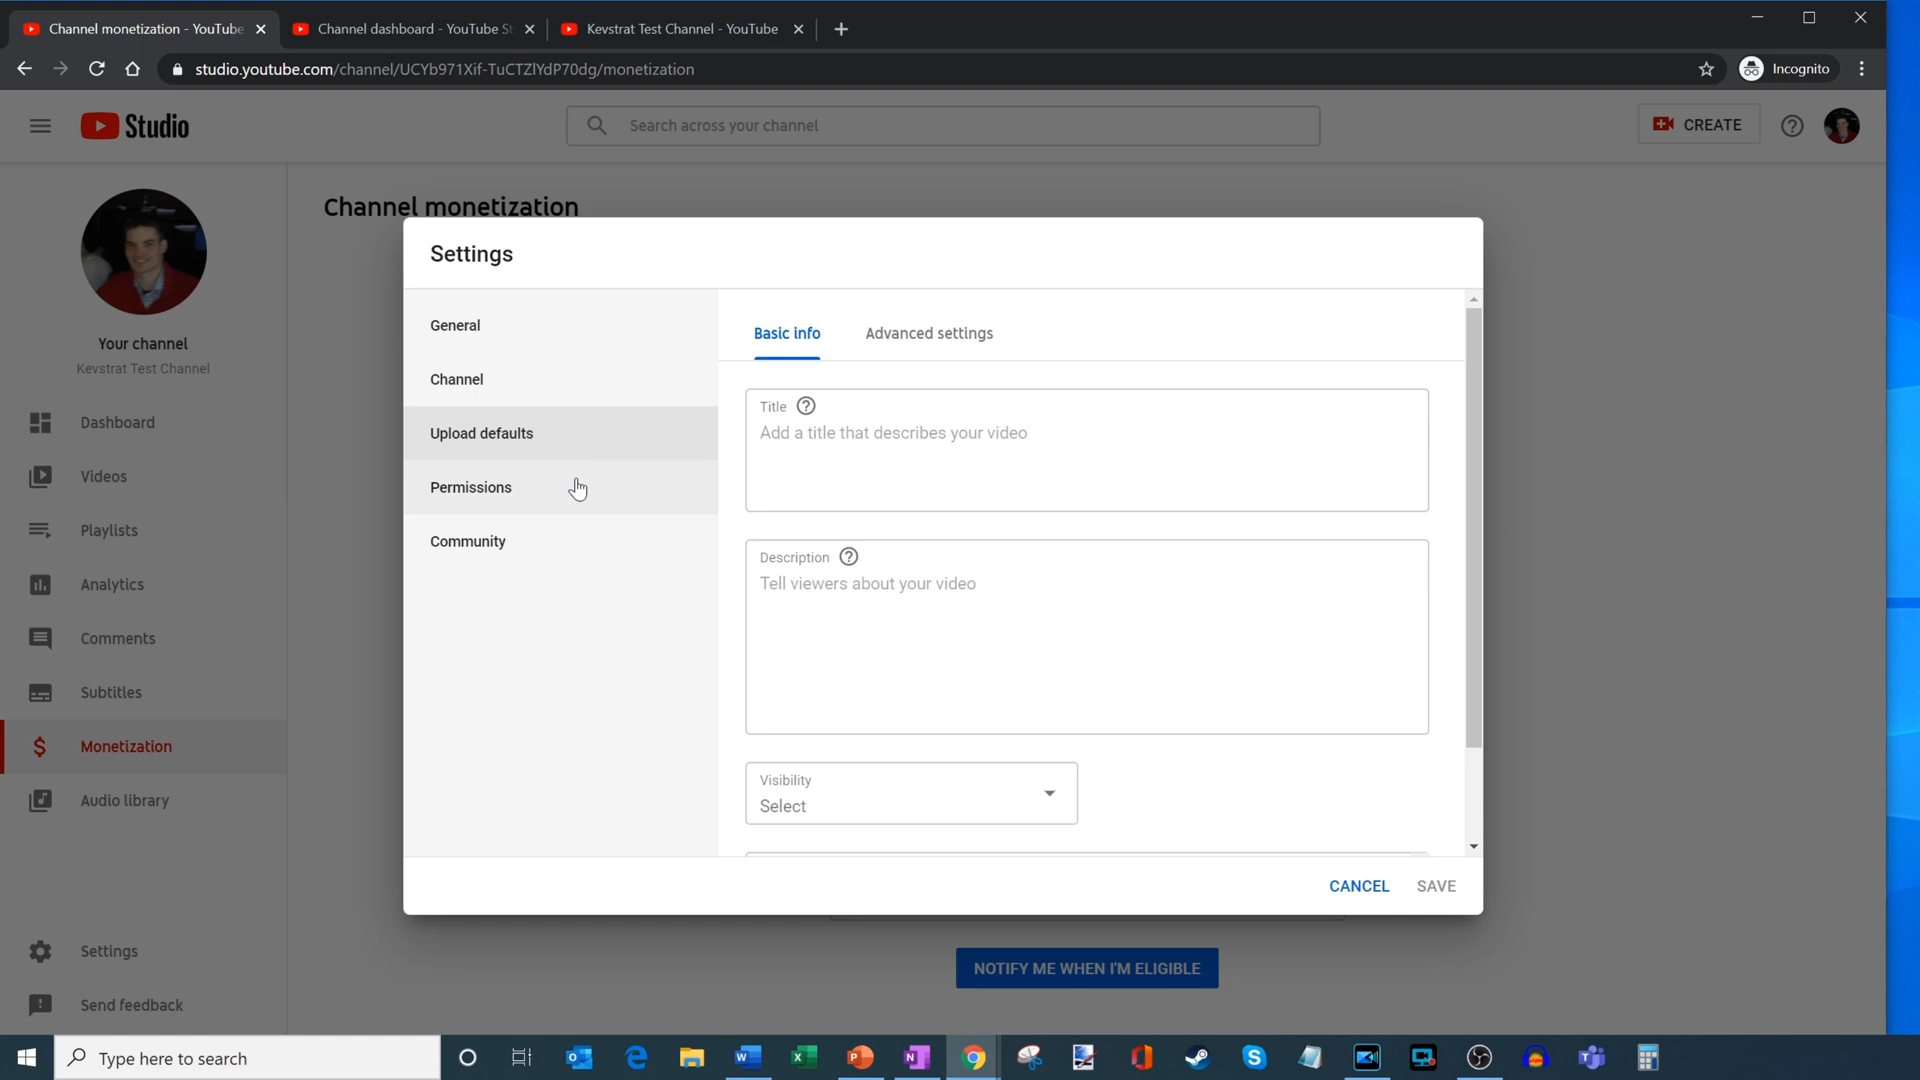 Channel monetization - YouTube
Channel dashboard - YouTube St
Kevstrat Test Channel - YouTube
studio.youtube.com/channel/UCYb971Xif-TuCTZlYdP70dg/monetization
Incognito
Studio
Search across your channel
CREATE
Your channel
Kevstrat Test Channel
Dashboard
Videos
Playlists
Analytics
Comments
Subtitles
Monetization
Audio library
Settings
Send feedback
Channel monetization
Settings
General
Channel
Upload defaults
Permissions
Community
Basic info
Advanced settings
Title
Add a title that describes your video
Description
Tell viewers about your video
Visibility
Select
CANCEL
SAVE
NOTIFY ME WHEN I'M ELIGIBLE
Type here to search